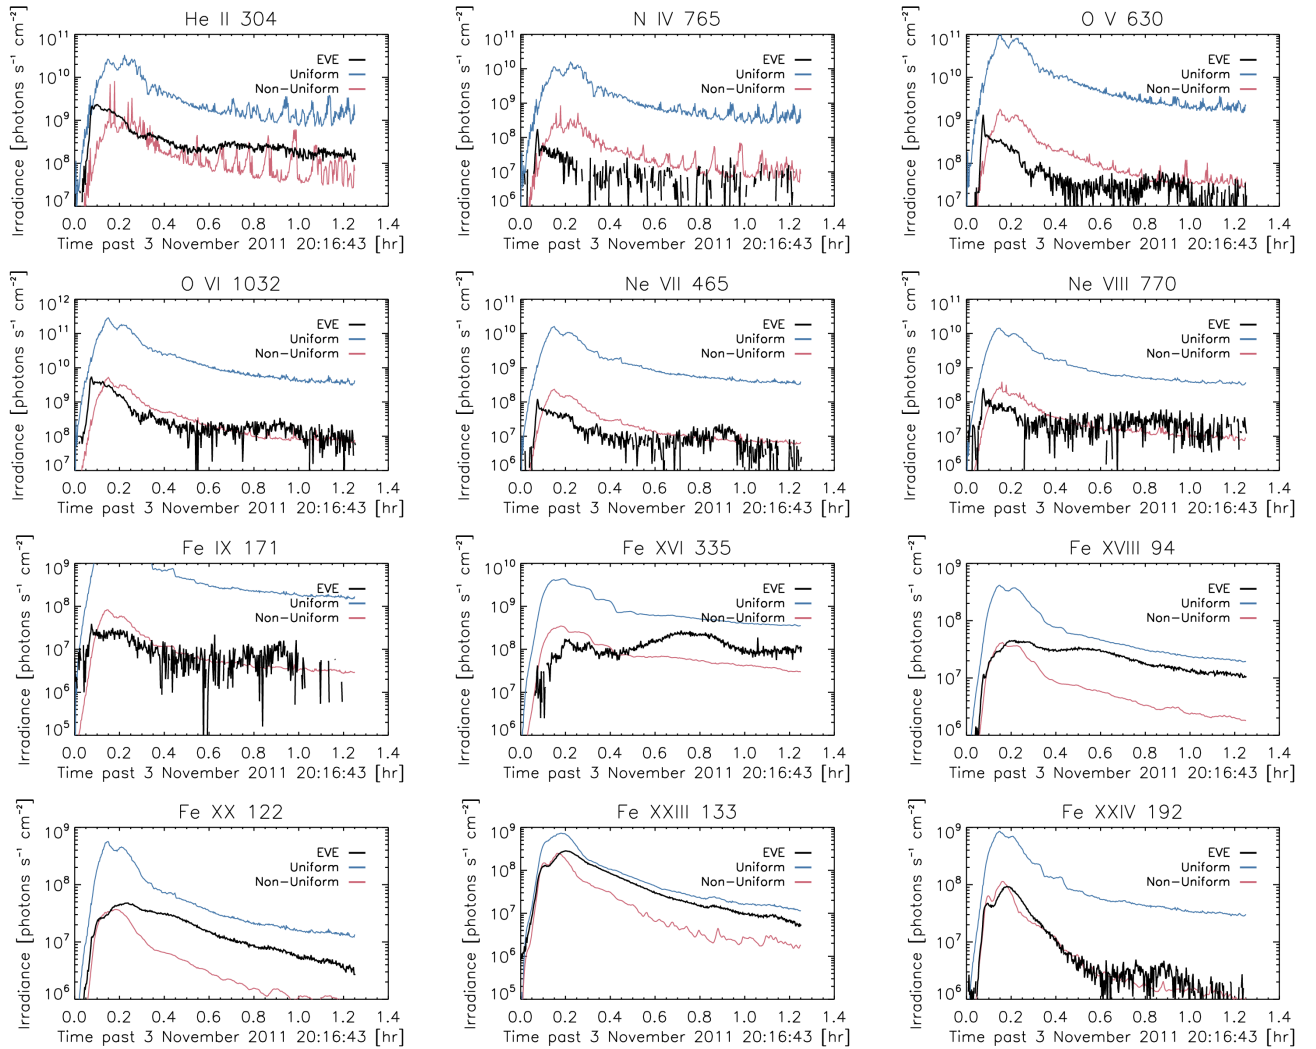 He II 304
Irradiance [photons s⁻¹ cm⁻²]
10¹¹
10¹⁰
10⁹
10⁸
10⁷
EVE
Uniform
Non-Uniform
0.0 0.2 0.4 0.6 0.8 1.0 1.2 1.4
Time past 3 November 2011 20:16:43 [hr]
N IV 765
Irradiance [photons s⁻¹ cm⁻²]
10¹¹
10¹⁰
10⁹
10⁸
10⁷
10⁶
EVE
Uniform
Non-Uniform
0.0 0.2 0.4 0.6 0.8 1.0 1.2 1.4
Time past 3 November 2011 20:16:43 [hr]
O V 630
Irradiance [photons s⁻¹ cm⁻²]
10¹¹
10¹⁰
10⁹
10⁸
10⁷
EVE
Uniform
Non-Uniform
0.0 0.2 0.4 0.6 0.8 1.0 1.2 1.4
Time past 3 November 2011 20:16:43 [hr]
O VI 1032
Irradiance [photons s⁻¹ cm⁻²]
10¹²
10¹¹
10¹⁰
10⁹
10⁸
10⁷
EVE
Uniform
Non-Uniform
0.0 0.2 0.4 0.6 0.8 1.0 1.2 1.4
Time past 3 November 2011 20:16:43 [hr]
Ne VII 465
Irradiance [photons s⁻¹ cm⁻²]
10¹¹
10¹⁰
10⁹
10⁸
10⁷
10⁶
EVE
Uniform
Non-Uniform
0.0 0.2 0.4 0.6 0.8 1.0 1.2 1.4
Time past 3 November 2011 20:16:43 [hr]
Ne VIII 770
Irradiance [photons s⁻¹ cm⁻²]
10¹¹
10¹⁰
10⁹
10⁸
10⁷
10⁶
EVE
Uniform
Non-Uniform
0.0 0.2 0.4 0.6 0.8 1.0 1.2 1.4
Time past 3 November 2011 20:16:43 [hr]
Fe IX 171
Irradiance [photons s⁻¹ cm⁻²]
10⁹
10⁸
10⁷
10⁶
10⁵
EVE
Uniform
Non-Uniform
0.0 0.2 0.4 0.6 0.8 1.0 1.2 1.4
Time past 3 November 2011 20:16:43 [hr]
Fe XVI 335
Irradiance [photons s⁻¹ cm⁻²]
10¹⁰
10⁹
10⁸
10⁷
10⁶
EVE
Uniform
Non-Uniform
0.0 0.2 0.4 0.6 0.8 1.0 1.2 1.4
Time past 3 November 2011 20:16:43 [hr]
Fe XVIII 94
Irradiance [photons s⁻¹ cm⁻²]
10⁹
10⁸
10⁷
10⁶
EVE
Uniform
Non-Uniform
0.0 0.2 0.4 0.6 0.8 1.0 1.2 1.4
Time past 3 November 2011 20:16:43 [hr]
Fe XX 122
Irradiance [photons s⁻¹ cm⁻²]
10⁹
10⁸
10⁷
10⁶
EVE
Uniform
Non-Uniform
0.0 0.2 0.4 0.6 0.8 1.0 1.2 1.4
Time past 3 November 2011 20:16:43 [hr]
Fe XXIII 133
Irradiance [photons s⁻¹ cm⁻²]
10⁹
10⁸
10⁷
10⁶
10⁵
EVE
Uniform
Non-Uniform
0.0 0.2 0.4 0.6 0.8 1.0 1.2 1.4
Time past 3 November 2011 20:16:43 [hr]
Fe XXIV 192
Irradiance [photons s⁻¹ cm⁻²]
10⁹
10⁸
10⁷
10⁶
EVE
Uniform
Non-Uniform
0.0 0.2 0.4 0.6 0.8 1.0 1.2 1.4
Time past 3 November 2011 20:16:43 [hr]